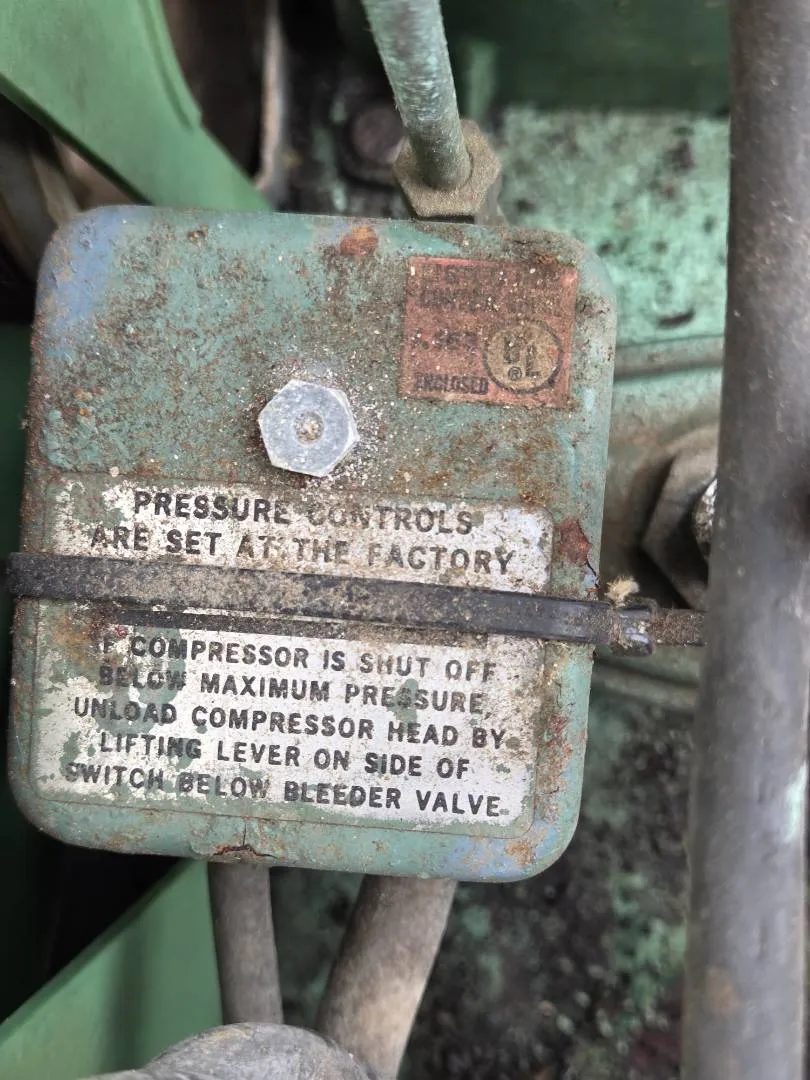 ENCLOSED
UL
®
PRESSURE CONTROLS
ARE SET AT THE FACTORY
IF COMPRESSOR IS SHUT OFF
BELOW MAXIMUM PRESSURE,
UNLOAD COMPRESSOR HEAD BY
LIFTING LEVER ON SIDE OF
SWITCH BELOW BLEEDER VALVE.